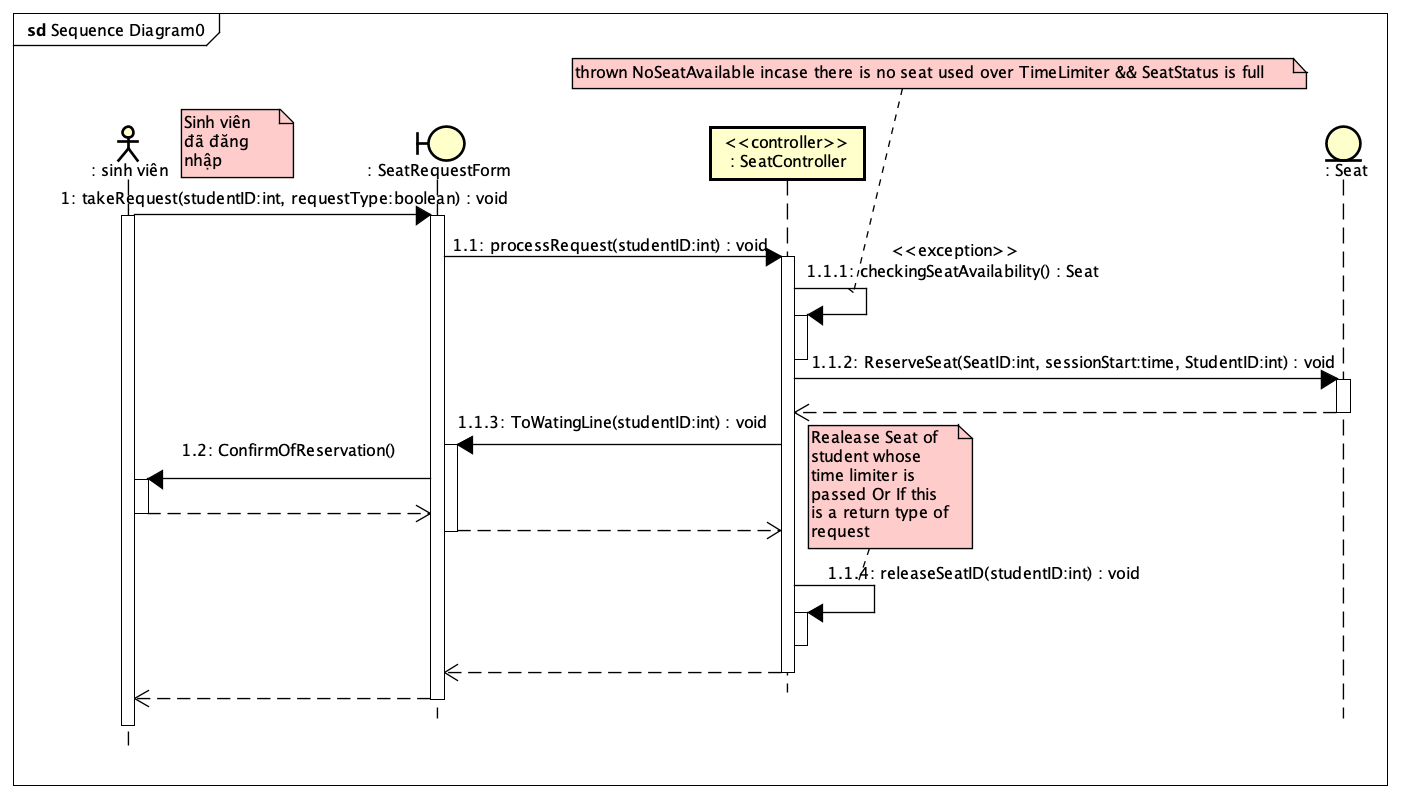 sd Sequence Diagram0
thrown NoSeatAvailable incase there is no seat used over TimeLimiter && SeatStatus is full
Sinh viên
đã đăng
nhập
: sinh viên
: SeatRequestForm
<<controller>>
: SeatController
: Seat
1: takeRequest(studentID:int, requestType:boolean) : void
1.1: processRequest(studentID:int) : void
<<exception>>
1.1.1: checkingSeatAvailability() : Seat
1.1.2: ReserveSeat(SeatID:int, sessionStart:time, StudentID:int) : void
1.1.3: ToWatingLine(studentID:int) : void
1.2: ConfirmOfReservation()
Realease Seat of
student whose
time limiter is
passed Or If this
is a return type of
request
1.1.4: releaseSeatID(studentID:int) : void